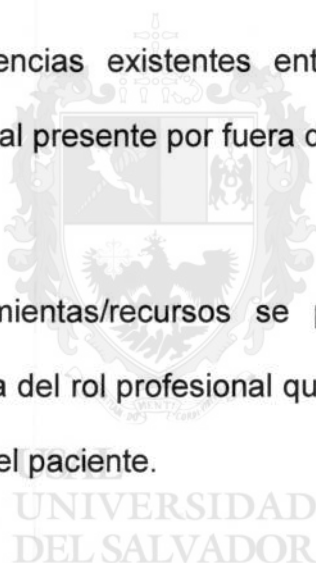 encias existentes ent
al presente por fuera d
mientas/recursos se p
a del rol profesional qu
el paciente.
USAL
UNIVERSIDAD
DEL SALVADOR